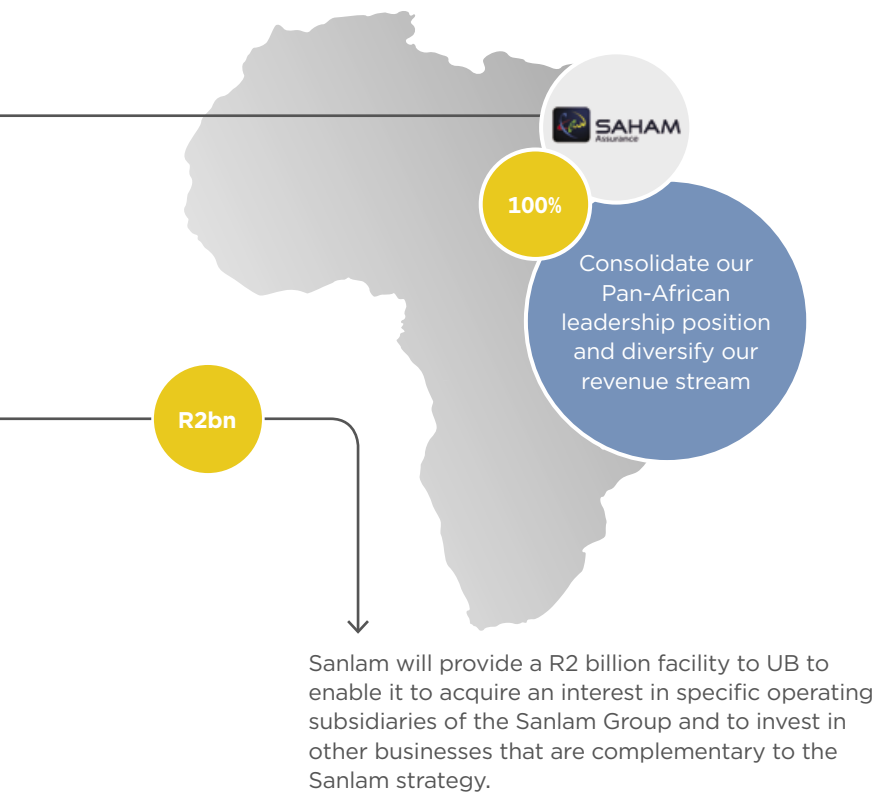 SAHAM
Assurance
100%
Consolidate our
Pan-African
leadership position
and diversify our
revenue stream
R2bn
Sanlam will provide a R2 billion facility to UB to
enable it to acquire an interest in specific operating
subsidiaries of the Sanlam Group and to invest in
other businesses that are complementary to the
Sanlam strategy.